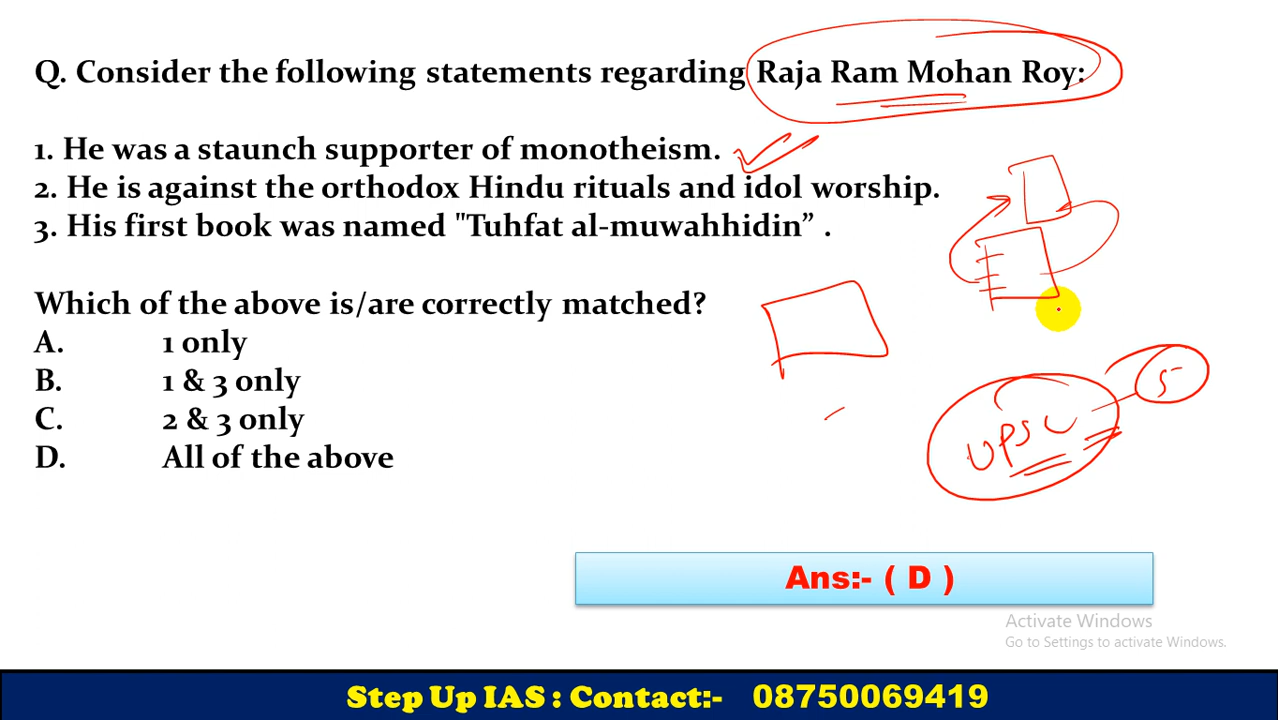 Q. Consider the following statements regarding Raja Ram Mohan Roy:
1. He was a staunch supporter of monotheism.
2. He is against the orthodox Hindu rituals and idol worship.
3. His first book was named "Tuhfat al-muwahhidin” .
Which of the above is/are correctly matched?
A. 1 only
B. 1 & 3 only
C. 2 & 3 only
D. All of the above
5
UPSC
Ans:- ( D )
Activate Windows
Go to Settings to activate Windows.
Step Up IAS : Contact:- 08750069419